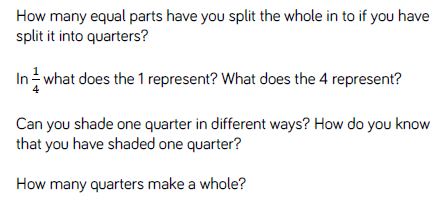 How many equal parts have you split the whole in to if you have
split it into quarters?
In 1/4 what does the 1 represent? What does the 4 represent?
Can you shade one quarter in different ways? How do you know
that you have shaded one quarter?
How many quarters make a whole?